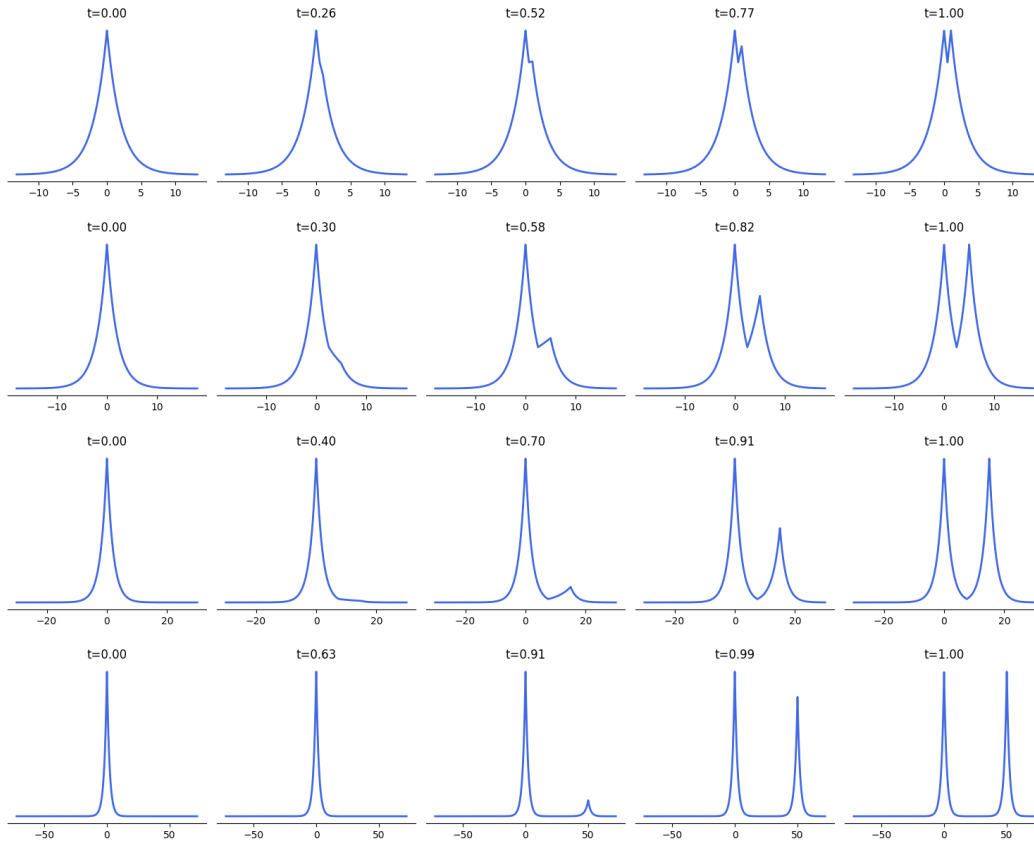 t=0.00 t=0.26 t=0.52 t=0.77 t=1.00
−10 −5 0 5 10 −10 −5 0 5 10 −10 −5 0 5 10 −10 −5 0 5 10 −10 −5 0 5 10
t=0.00 t=0.30 t=0.58 t=0.82 t=1.00
−10 0 10 −10 0 10 −10 0 10 −10 0 10 −10 0 10
t=0.00 t=0.40 t=0.70 t=0.91 t=1.00
−20 0 20 −20 0 20 −20 0 20 −20 0 20 −20 0 20
t=0.00 t=0.63 t=0.91 t=0.99 t=1.00
−50 0 50 −50 0 50 −50 0 50 −50 0 50 −50 0 50